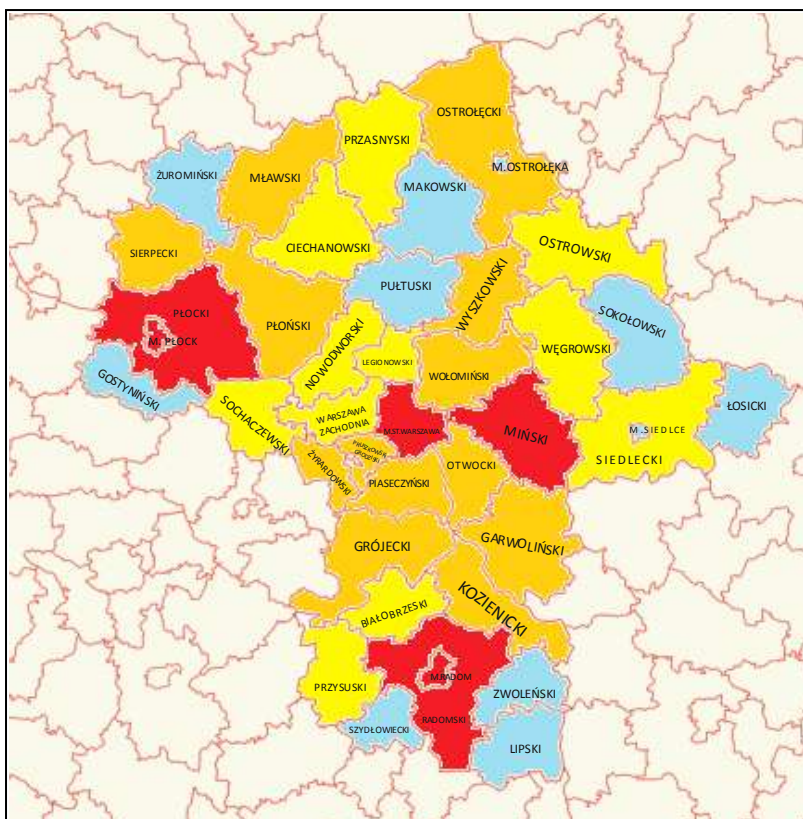 OSTROŁĘCKI
PRZASNYSKI
M.OSTROŁĘKA
ŻUROMIŃSKI
MŁAWSKI
MAKOWSKI
CIECHANOWSKI
OSTROWSKI
SIERPECKI
PUŁTUSKI
WYSZKOWSKI
SOKOŁOWSKI
PŁOCKI
PŁOŃSKI
M. PŁOCK
NOWODWORSKI
WĘGROWSKI
LEGIONOWSKI
GOSTYNIŃSKI
WOŁOMIŃSKI
ŁOSICKI
SOCHACZEWSKI
WARSZAWA
ZACHODNIA
M.ST.WARSZAWA
MIŃSKI
M.SIEDLCE
SIEDLECKI
ŻYRARDOWSKI
OTWOCKI
PIASECZYŃSKI
GRÓJECKI
GARWOLIŃSKI
KOZIENICKI
BIAŁOBRZESKI
M.RADOM
PRZYSUSKI
ZWOLEŃSKI
RADOMSKI
SZYDŁOWIECKI
LIPSKI